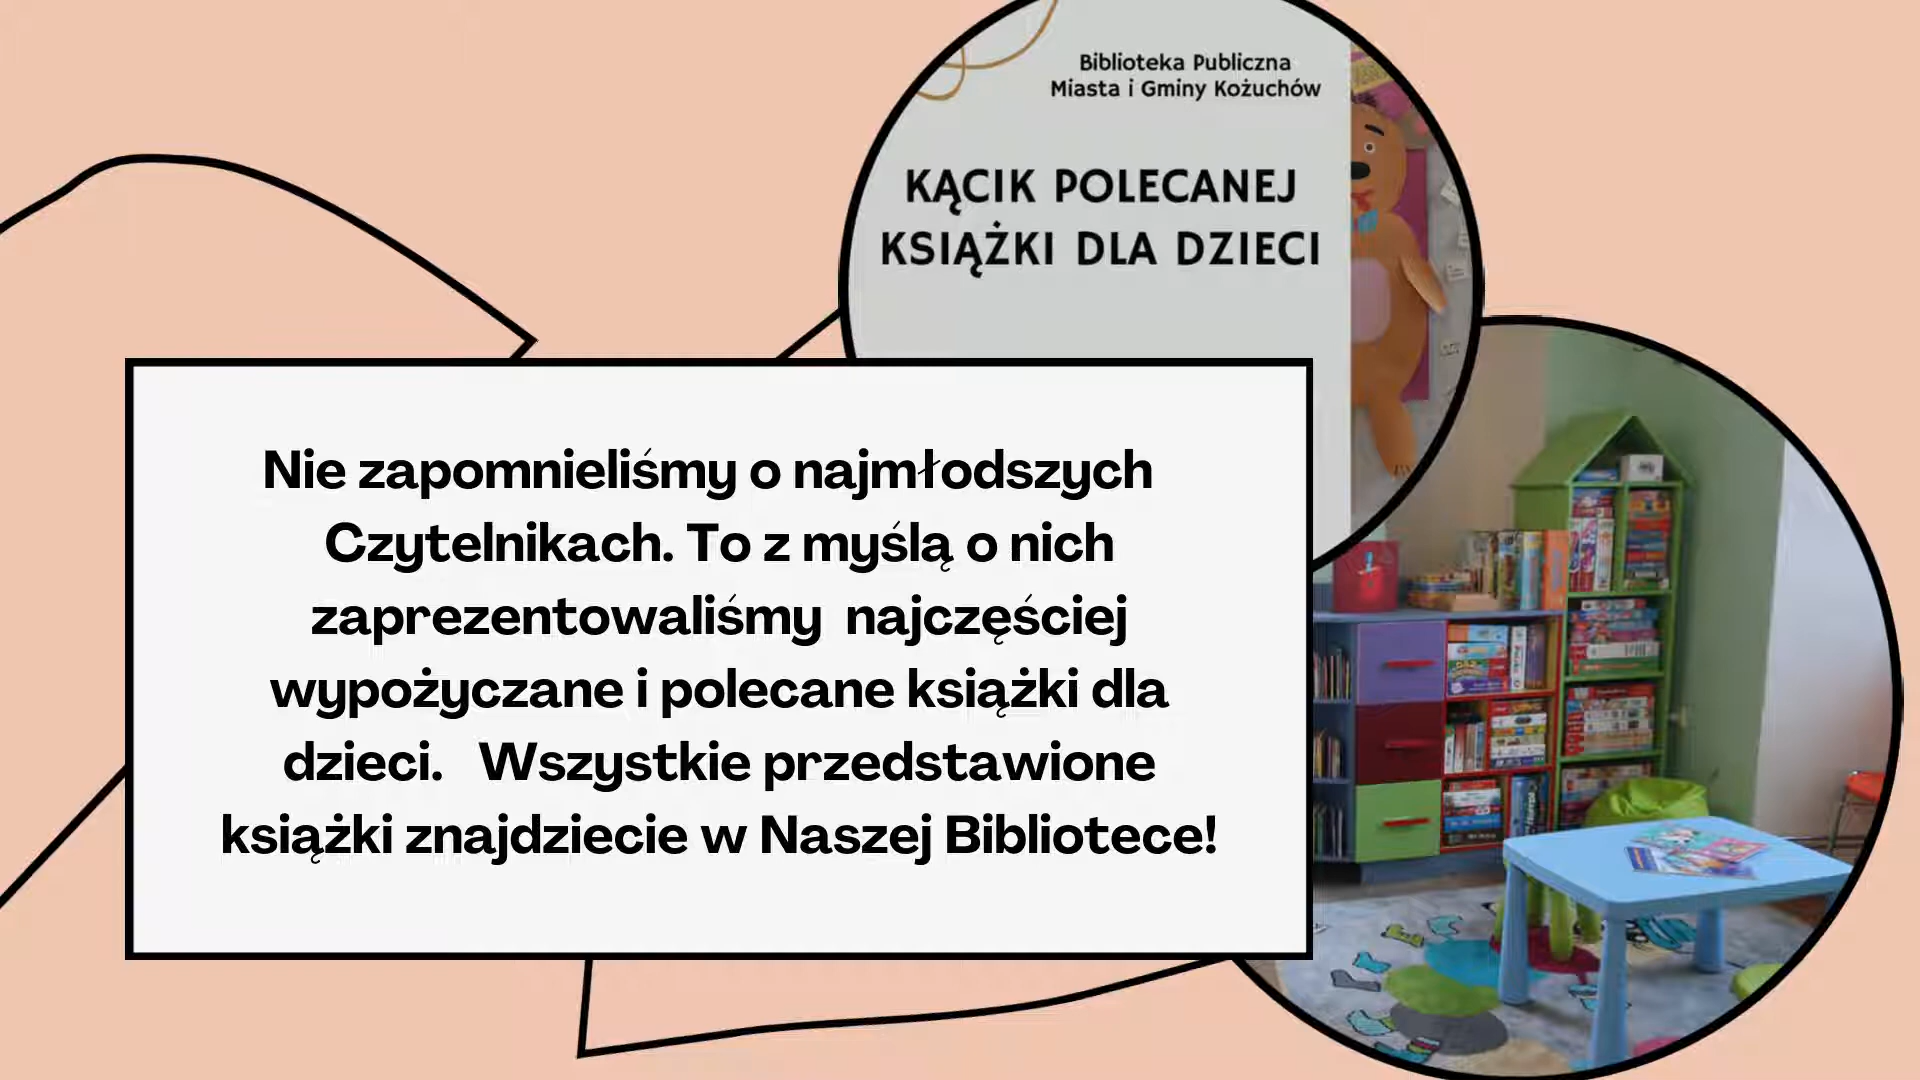 Biblioteka Publiczna
Miasta i Gminy Kożuchów
KĄCIK POLECANEJ
KSIĄŻKI DLA DZIECI
Nie zapomnieliśmy o najmłodszych
Czytelnikach. To z myślą o nich
zaprezentowaliśmy najczęściej
wypożyczane i polecane książki dla
dzieci. Wszystkie przedstawione
książki znajdziecie w Naszej Bibliotece!